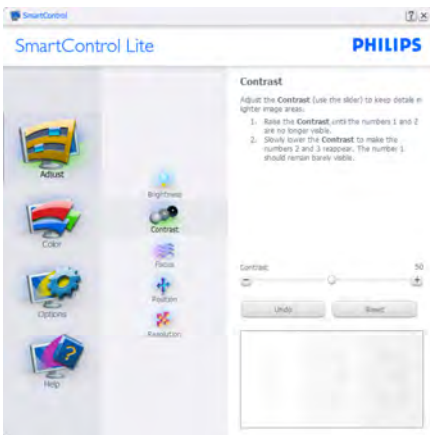 SmartControl
SmartControl Lite
PHILIPS
Adjust
Color
Options
Help
Brightness
Contrast
Focus
Position
Resolution
Contrast
Adjust the Contrast (use the slider) to keep details in
lighter image areas.
1. Raise the Contrast until the numbers 1 and 2
are no longer visible.
2. Slowly lower the Contrast to make the
numbers 2 and 3 reappear. The number 1
should remain barely visible.
Contrast:
50
Undo
Reset